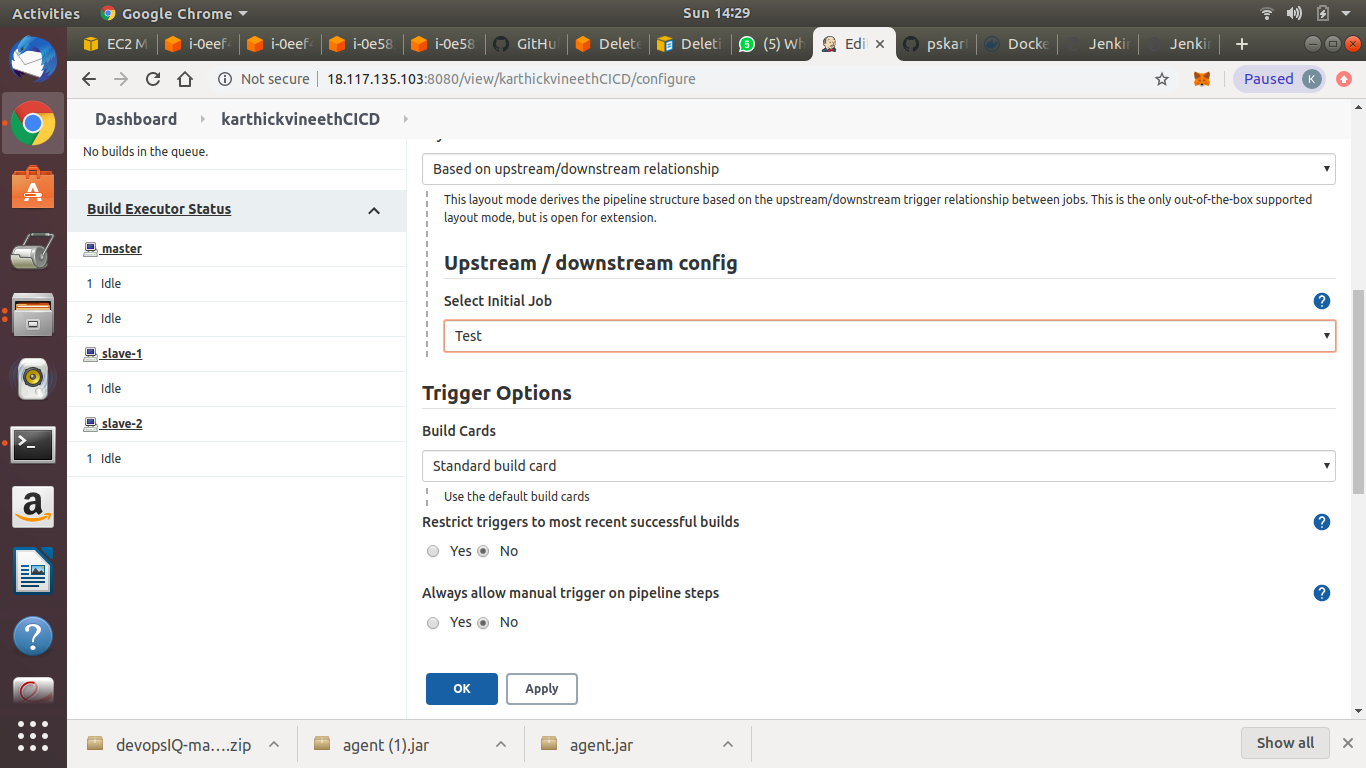 Activities
Google Chrome
Sun 14:29
EC2 M
i-0eef
i-0eef
i-0e58
i-0e58
GitHu
Delete
Deleti
(5) Wh
Edi
pskar
Docke
Jenki
Jenki
Not secure
18.117.135.103:8080/view/karthickvineethCICD/configure
Paused
K
Dashboard
karthickvineethCICD
No builds in the queue.
Build Executor Status
master
1 Idle
2 Idle
slave-1
1 Idle
slave-2
1 Idle
Based on upstream/downstream relationship
This layout mode derives the pipeline structure based on the upstream/downstream trigger relationship between jobs. This is the only out-of-the-box supported
layout mode, but is open for extension.
Upstream / downstream config
Select Initial Job
Test
Trigger Options
Build Cards
Standard build card
Use the default build cards
Restrict triggers to most recent successful builds
Yes No
Always allow manual trigger on pipeline steps
Yes No
OK
Apply
devopsIQ-ma....zip
agent (1).jar
agent.jar
Show all